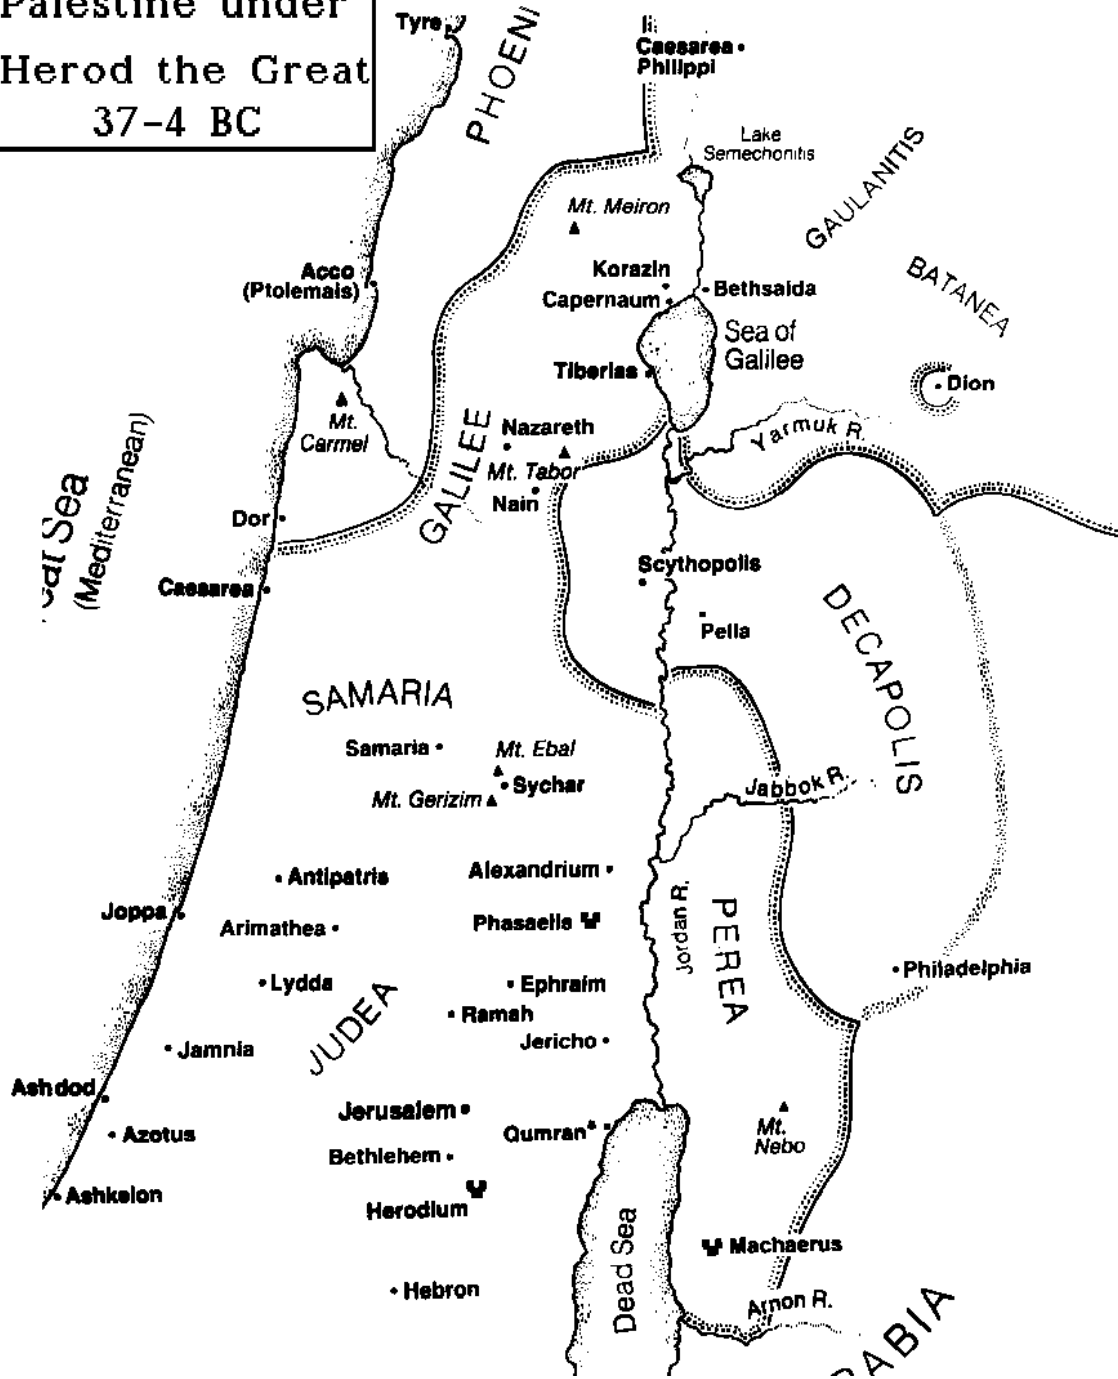 Palestine under
Herod the Great
37-4 BC
Tyre
Caesarea
Philippi
Lake
Semechonitis
GAULANITIS
Mt. Meiron
BATANEA
Acco
(Ptolemais)
Korazin
Capernaum
Bethsaida
Sea of
Galilee
Tiberias
Dion
Mt.
Carmel
Nazareth
Yarmuk R.
GALILEE
Mt. Tabor
Nain
Dor
(Mediterranean)
Sea
Scythopolis
Caesarea
Pella
DECAPOLIS
SAMARIA
Samaria
Mt. Ebal
Sychar
Mt. Gerizim
Jabbok R.
Antipatris
Alexandrium
Joppa
Arimathea
Phasaelis
Jordan R.
PEREA
Philadelphia
Lydda
Ephraim
JUDEA
Ramah
Jericho
Jamnia
Ashdod
Jerusalem
Azotus
Qumran*
Mt.
Nebo
Bethlehem
Ashkelon
Herodium
Dead Sea
Machaerus
Hebron
Arnon R.